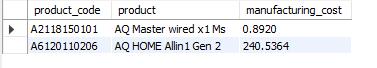 product_code product manufacturing_cost
A2118150101 AQ Master wired x1 Ms 0.8920
A6120110206 AQ HOME Allin1 Gen 2 240.5364